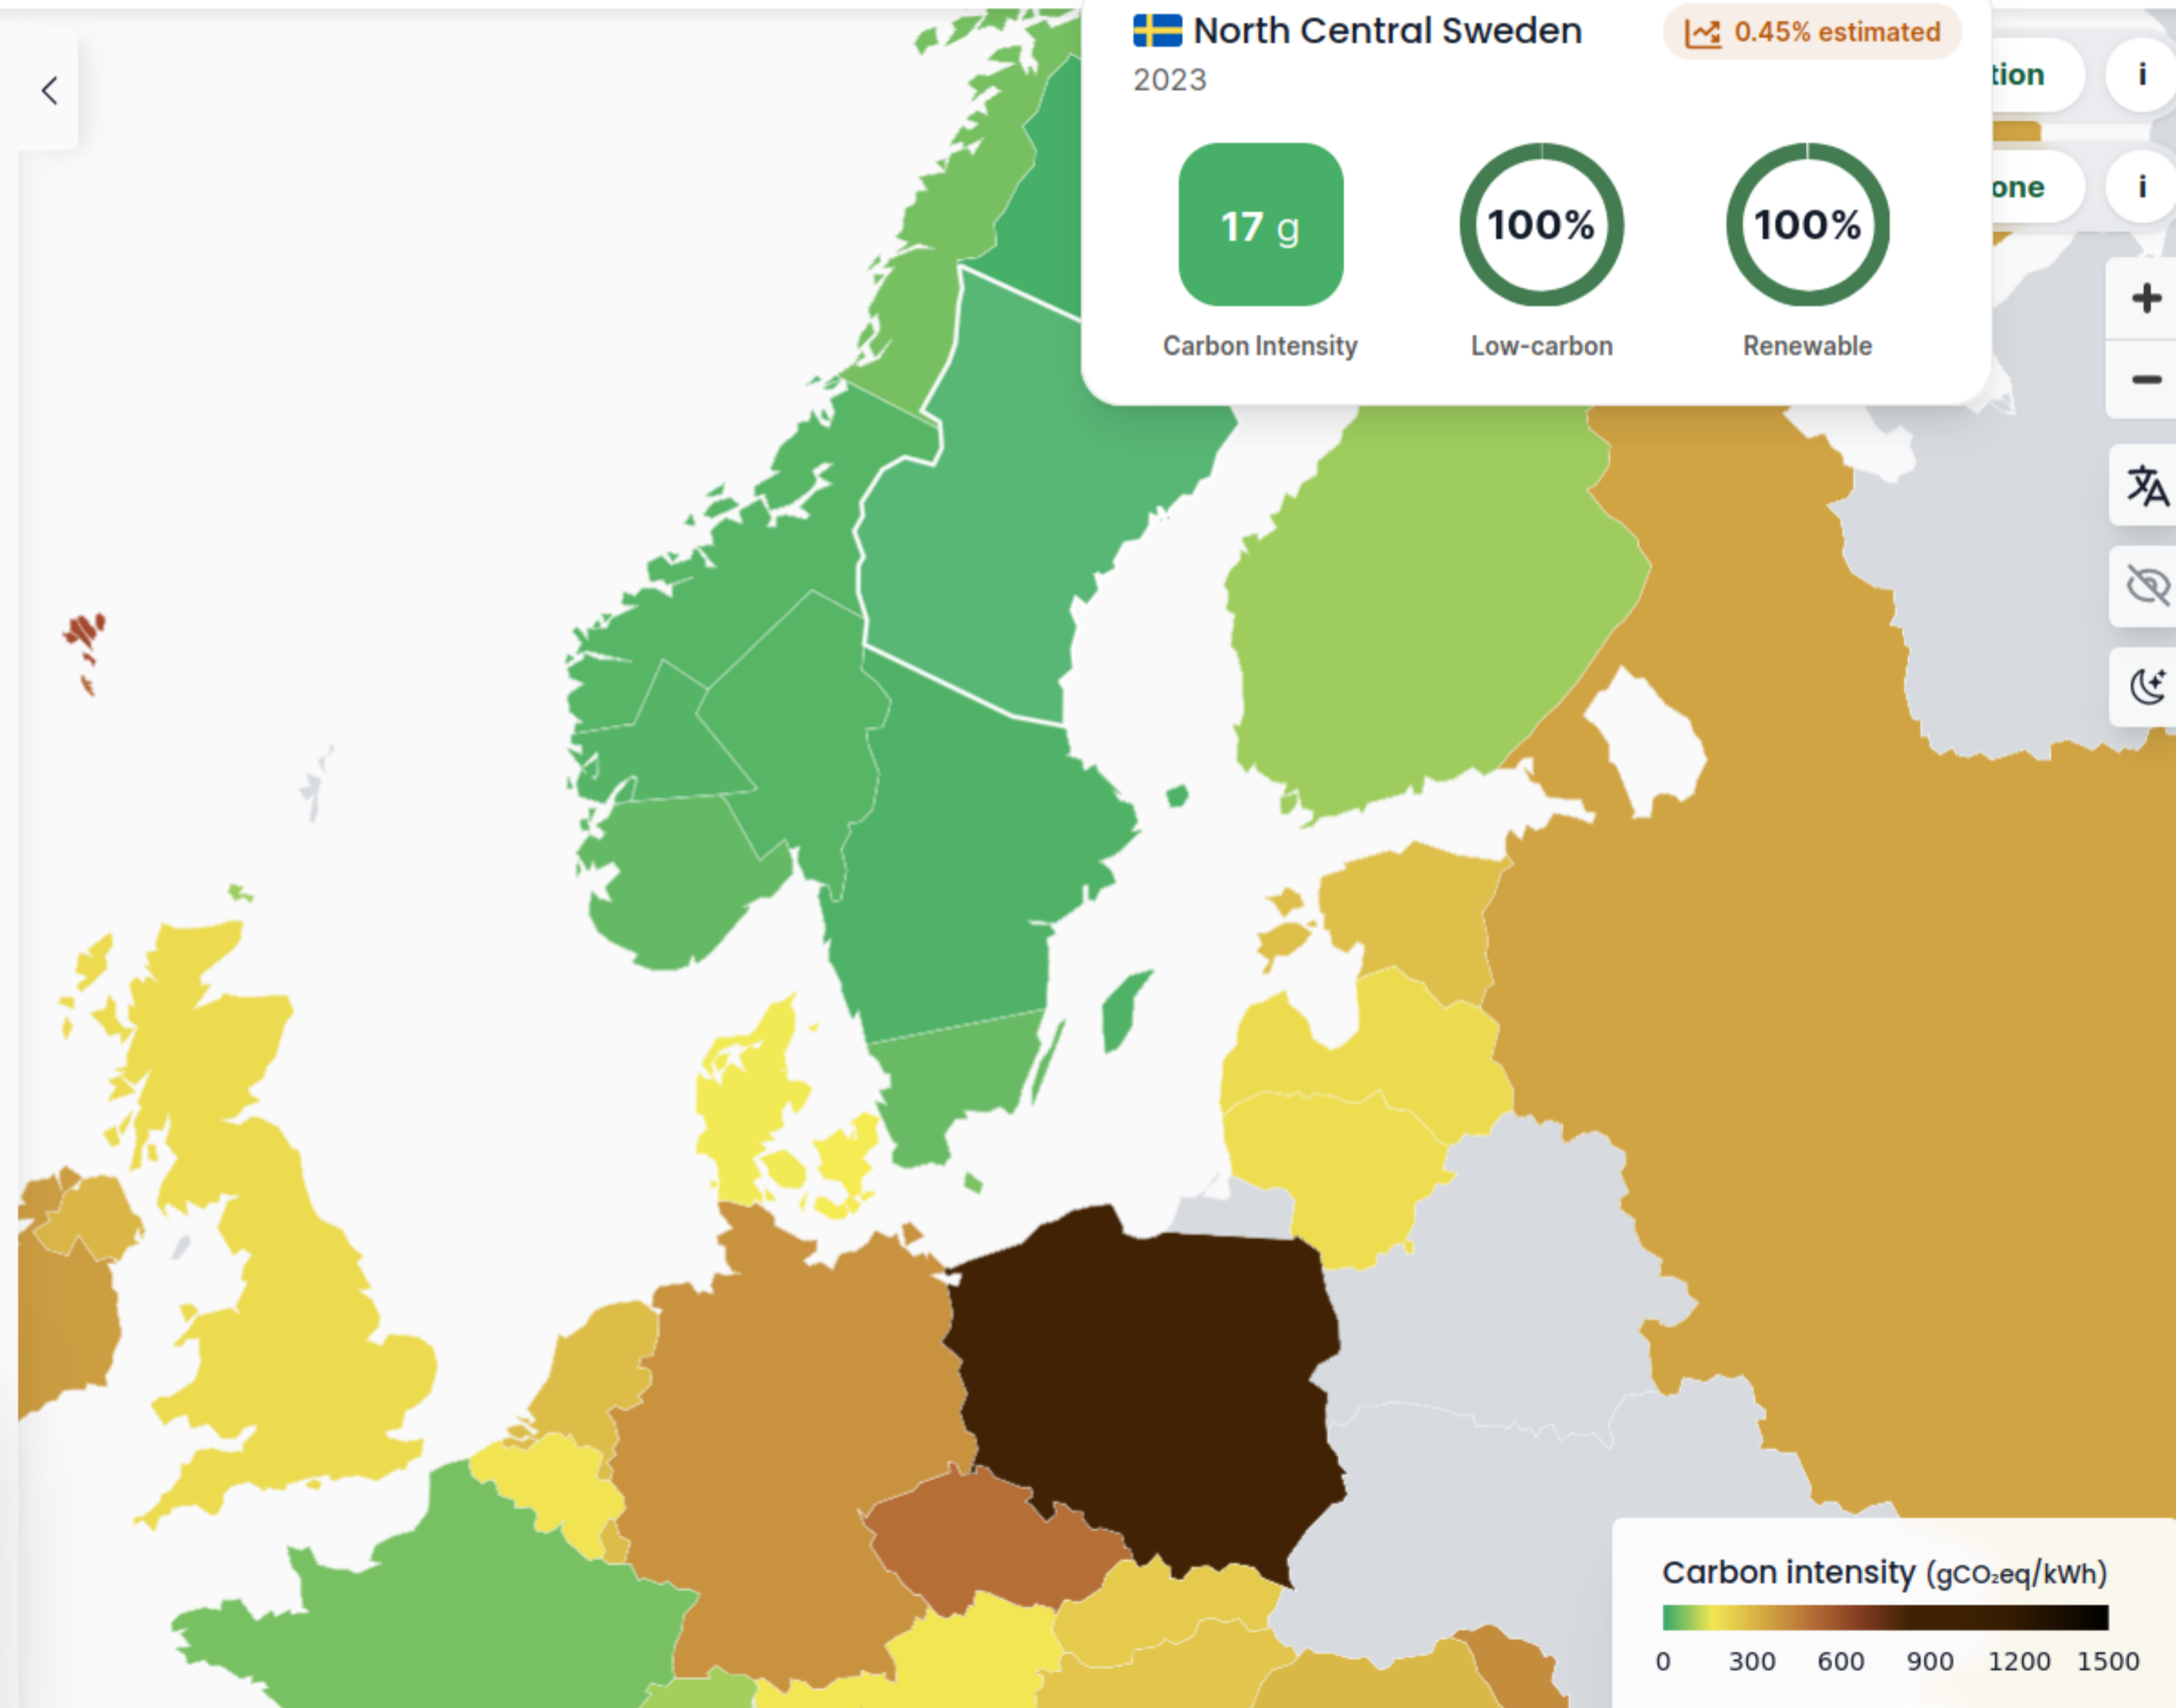 North Central Sweden
0.45% estimated
2023
17 g
100%
100%
Carbon Intensity
Low-carbon
Renewable
tion
i
one
i
+
−
Carbon intensity (gCO₂eq/kWh)
0 300 600 900 1200 1500